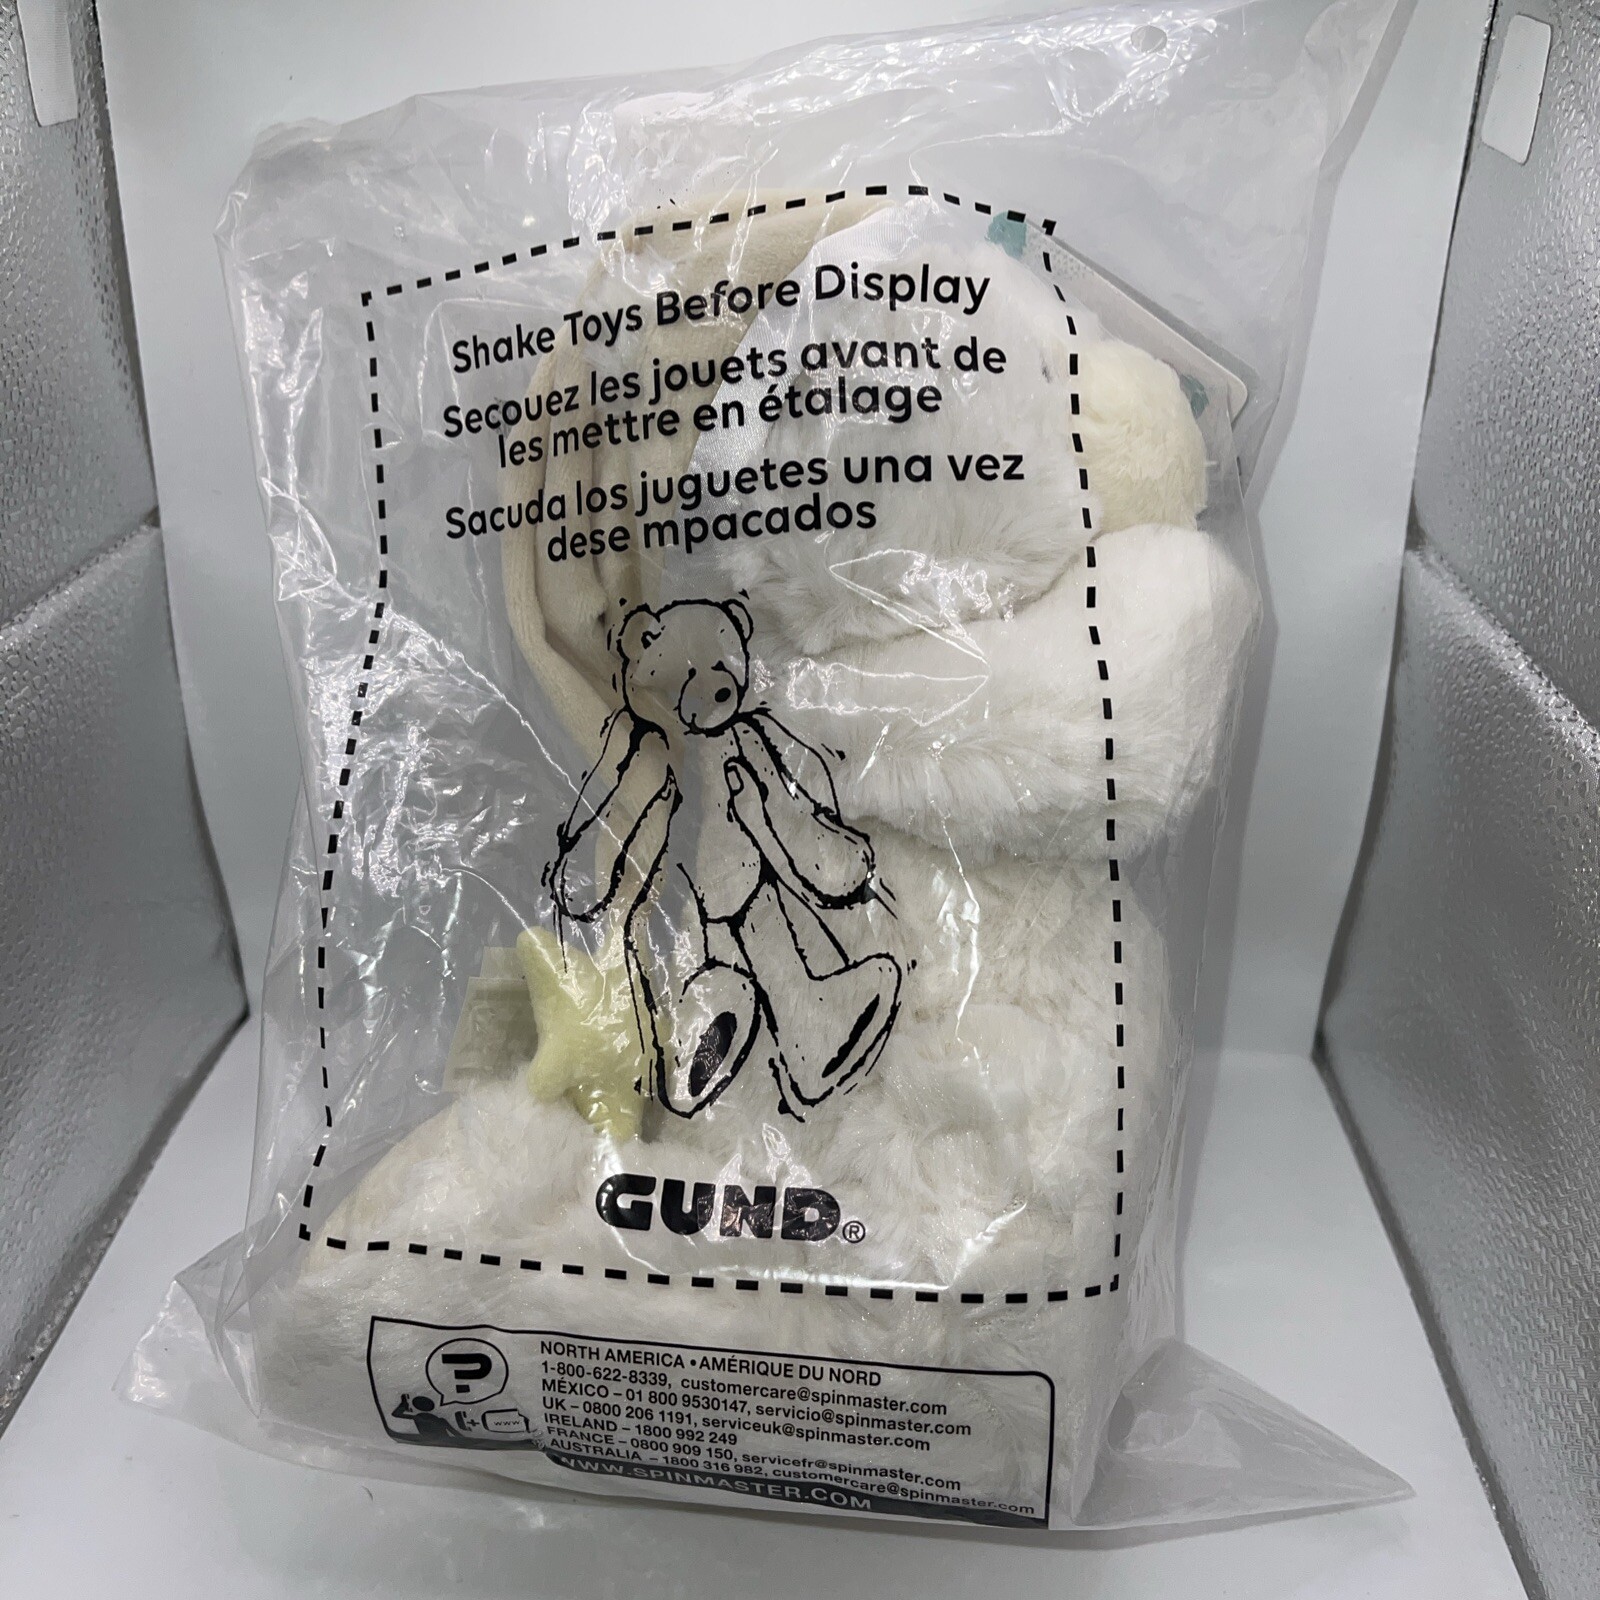 Shake Toys Before Display
Secouez les jouets avant de
les mettre en étalage
Sacuda los juguetes una vez
dese mpacados
GUND®
?
www
NORTH AMERICA • AMÉRIQUE DU NORD
1-800-622-8339, customercare@spinmaster.com
MÉXICO – 01 800 9530147, servicio@spinmaster.com
UK – 0800 206 1191, serviceuk@spinmaster.com
IRELAND – 1800 992 249
FRANCE – 0800 909 150, servicefr@spinmaster.com
AUSTRALIA – 1800 316 982, customercare@spinmaster.com
WWW.SPINMASTER.COM